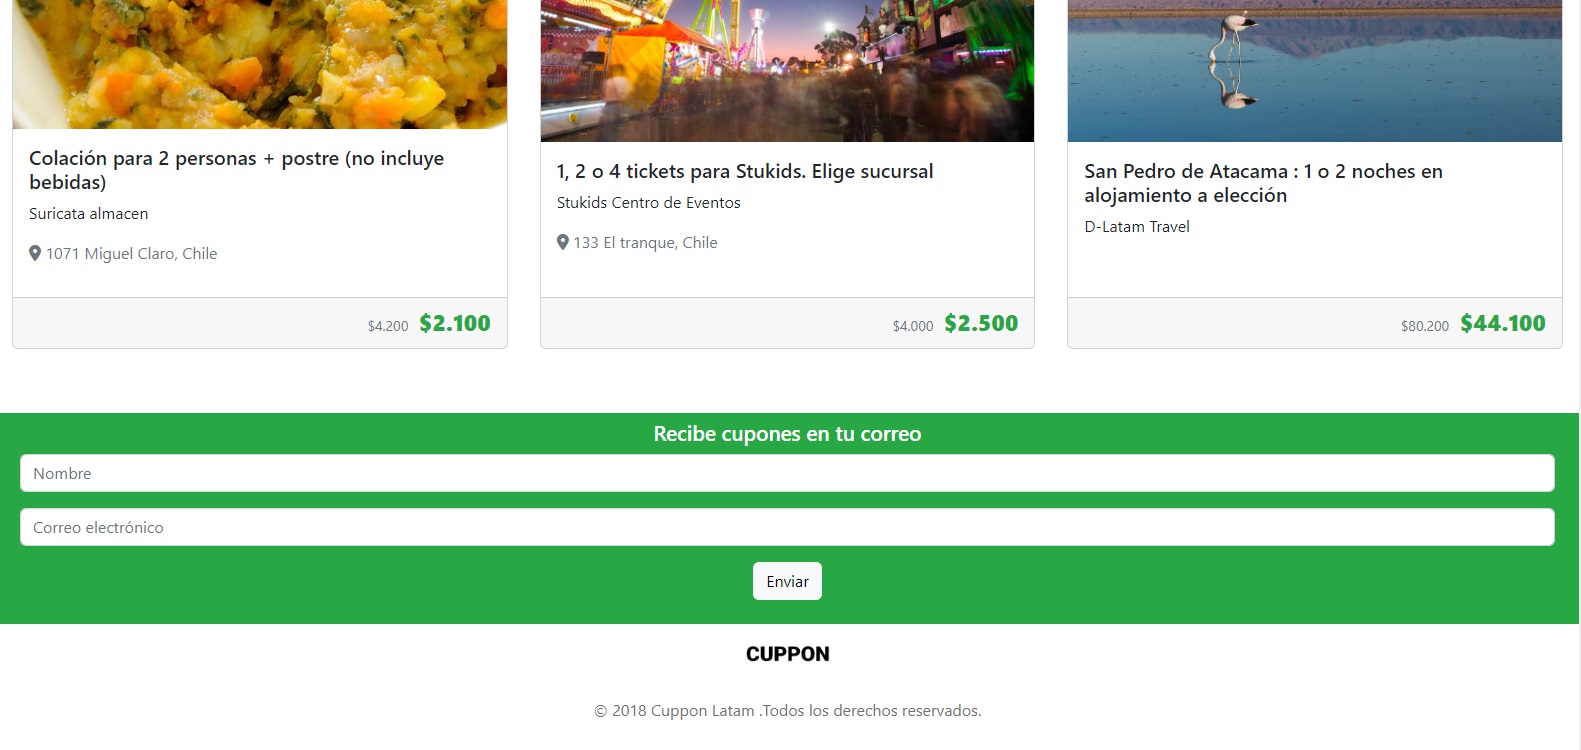 Colación para 2 personas + postre (no incluye
bebidas)
Suricata almacen
1071 Miguel Claro, Chile
$4.200 $2.100
1, 2 o 4 tickets para Stukids. Elige sucursal
Stukids Centro de Eventos
133 El tranque, Chile
$4.000 $2.500
San Pedro de Atacama : 1 o 2 noches en
alojamiento a elección
D-Latam Travel
$80.200 $44.100
Recibe cupones en tu correo
Nombre
Correo electrónico
Enviar
CUPPON
© 2018 Cuppon Latam .Todos los derechos reservados.